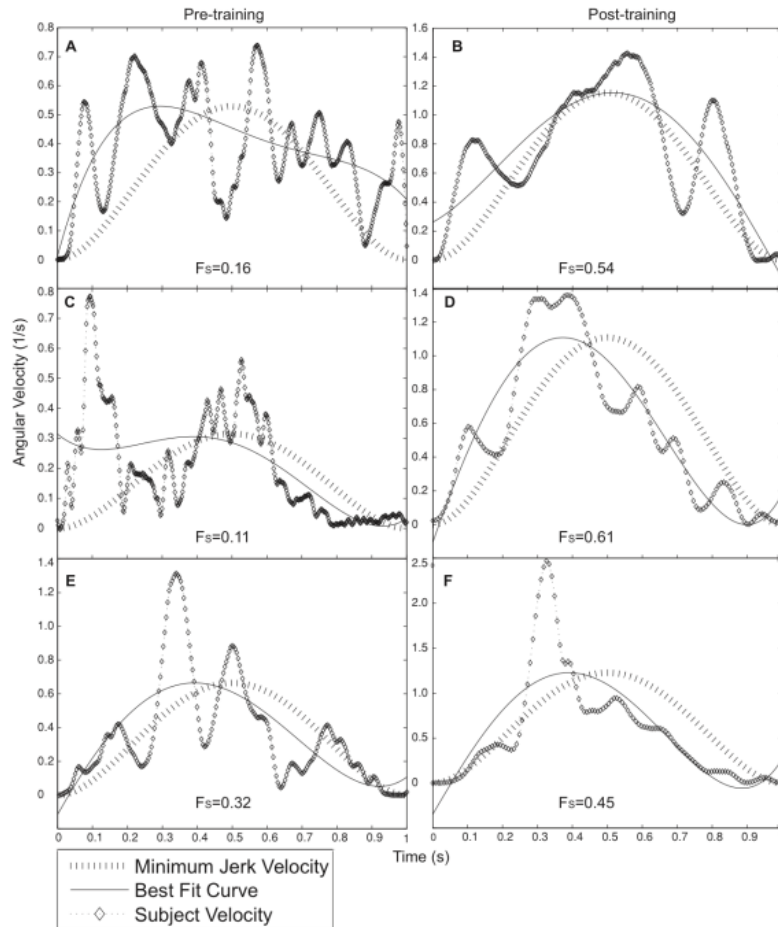 Pre-training
Post-training
A
0.8
0.7
0.6
0.5
0.4
0.3
0.2
0.1
0
Fs=0.16
B
1.6
1.4
1.2
1.0
0.8
0.6
0.4
0.2
0
Fs=0.54
Angular Velocity (1/s)
C
0.8
0.7
0.6
0.5
0.4
0.3
0.2
0.1
0
Fs=0.11
D
1.4
1.2
1.0
0.8
0.6
0.4
0.2
0
Fs=0.61
E
1.4
1.2
1.0
0.8
0.6
0.4
0.2
0
Fs=0.32
0 0.1 0.2 0.3 0.4 0.5 0.6 0.7 0.8 0.9 1
F
2.5
2.0
1.5
1.0
0.5
0
Fs=0.45
0 0.1 0.2 0.3 0.4 0.5 0.6 0.7 0.8 0.9
Time (s)
Minimum Jerk Velocity
Best Fit Curve
Subject Velocity